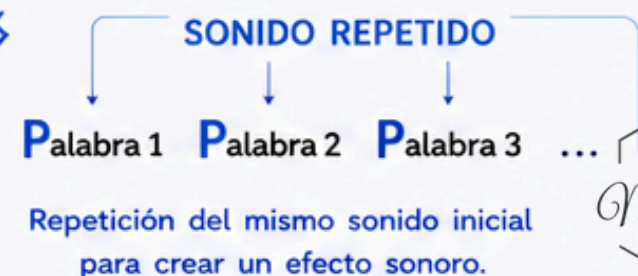 SONIDO REPETIDO
Palabra 1 Palabra 2 Palabra 3 ...
Repetición del mismo sonido inicial
para crear un efecto sonoro.